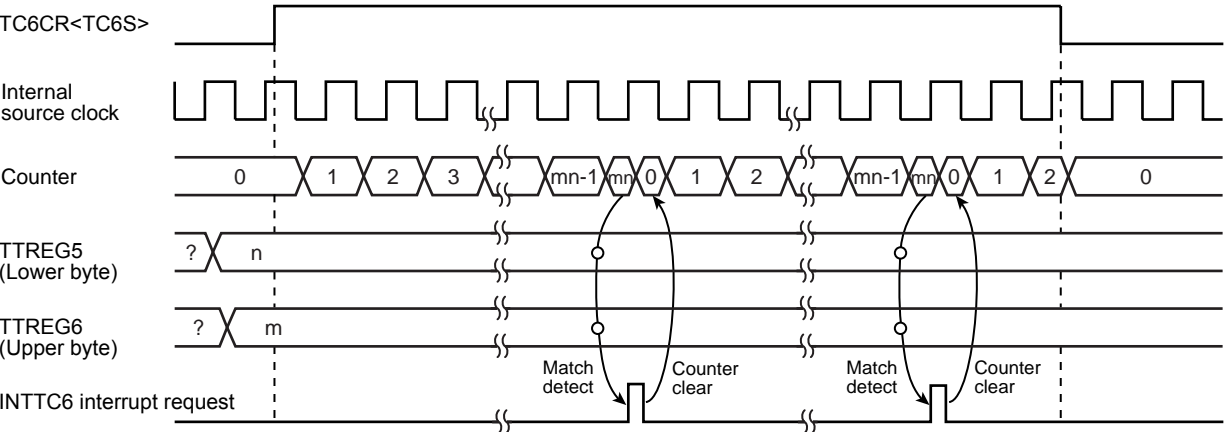 TC6CR<TC6S>
Internal
source clock
Counter
0 1 2 3 mn-1 mn 0 1 2 mn-1 mn 0 1 2 0
TTREG5
(Lower byte)
? n
TTREG6
(Upper byte)
? m
Match
detect
Counter
clear
Match
detect
Counter
clear
INTTC6 interrupt request